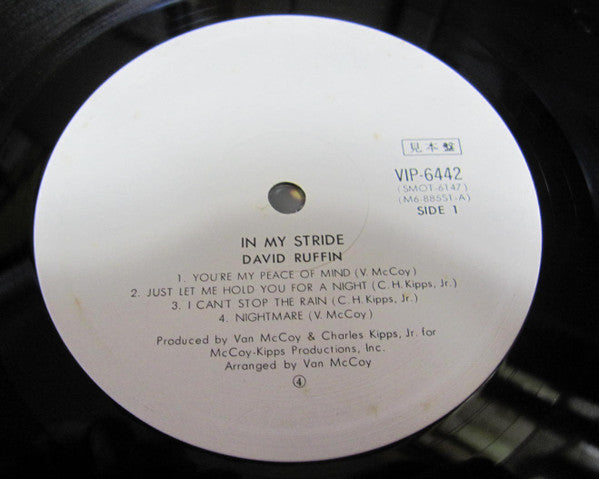 見本盤
VIP-6442
(SMOT-6147)
(M6-885S1-A)
SIDE 1
IN MY STRIDE
DAVID RUFFIN
1. YOU'RE MY PEACE OF MIND (V. McCoy)
2. JUST LET ME HOLD YOU FOR A NIGHT (C. H. Kipps, Jr.)
3. I CAN'T STOP THE RAIN (C. H. Kipps, Jr.)
4. NIGHTMARE (V. McCoy)
Produced by Van McCoy & Charles Kipps, Jr. for
McCoy-Kipps Productions, Inc.
Arranged by Van McCoy
④